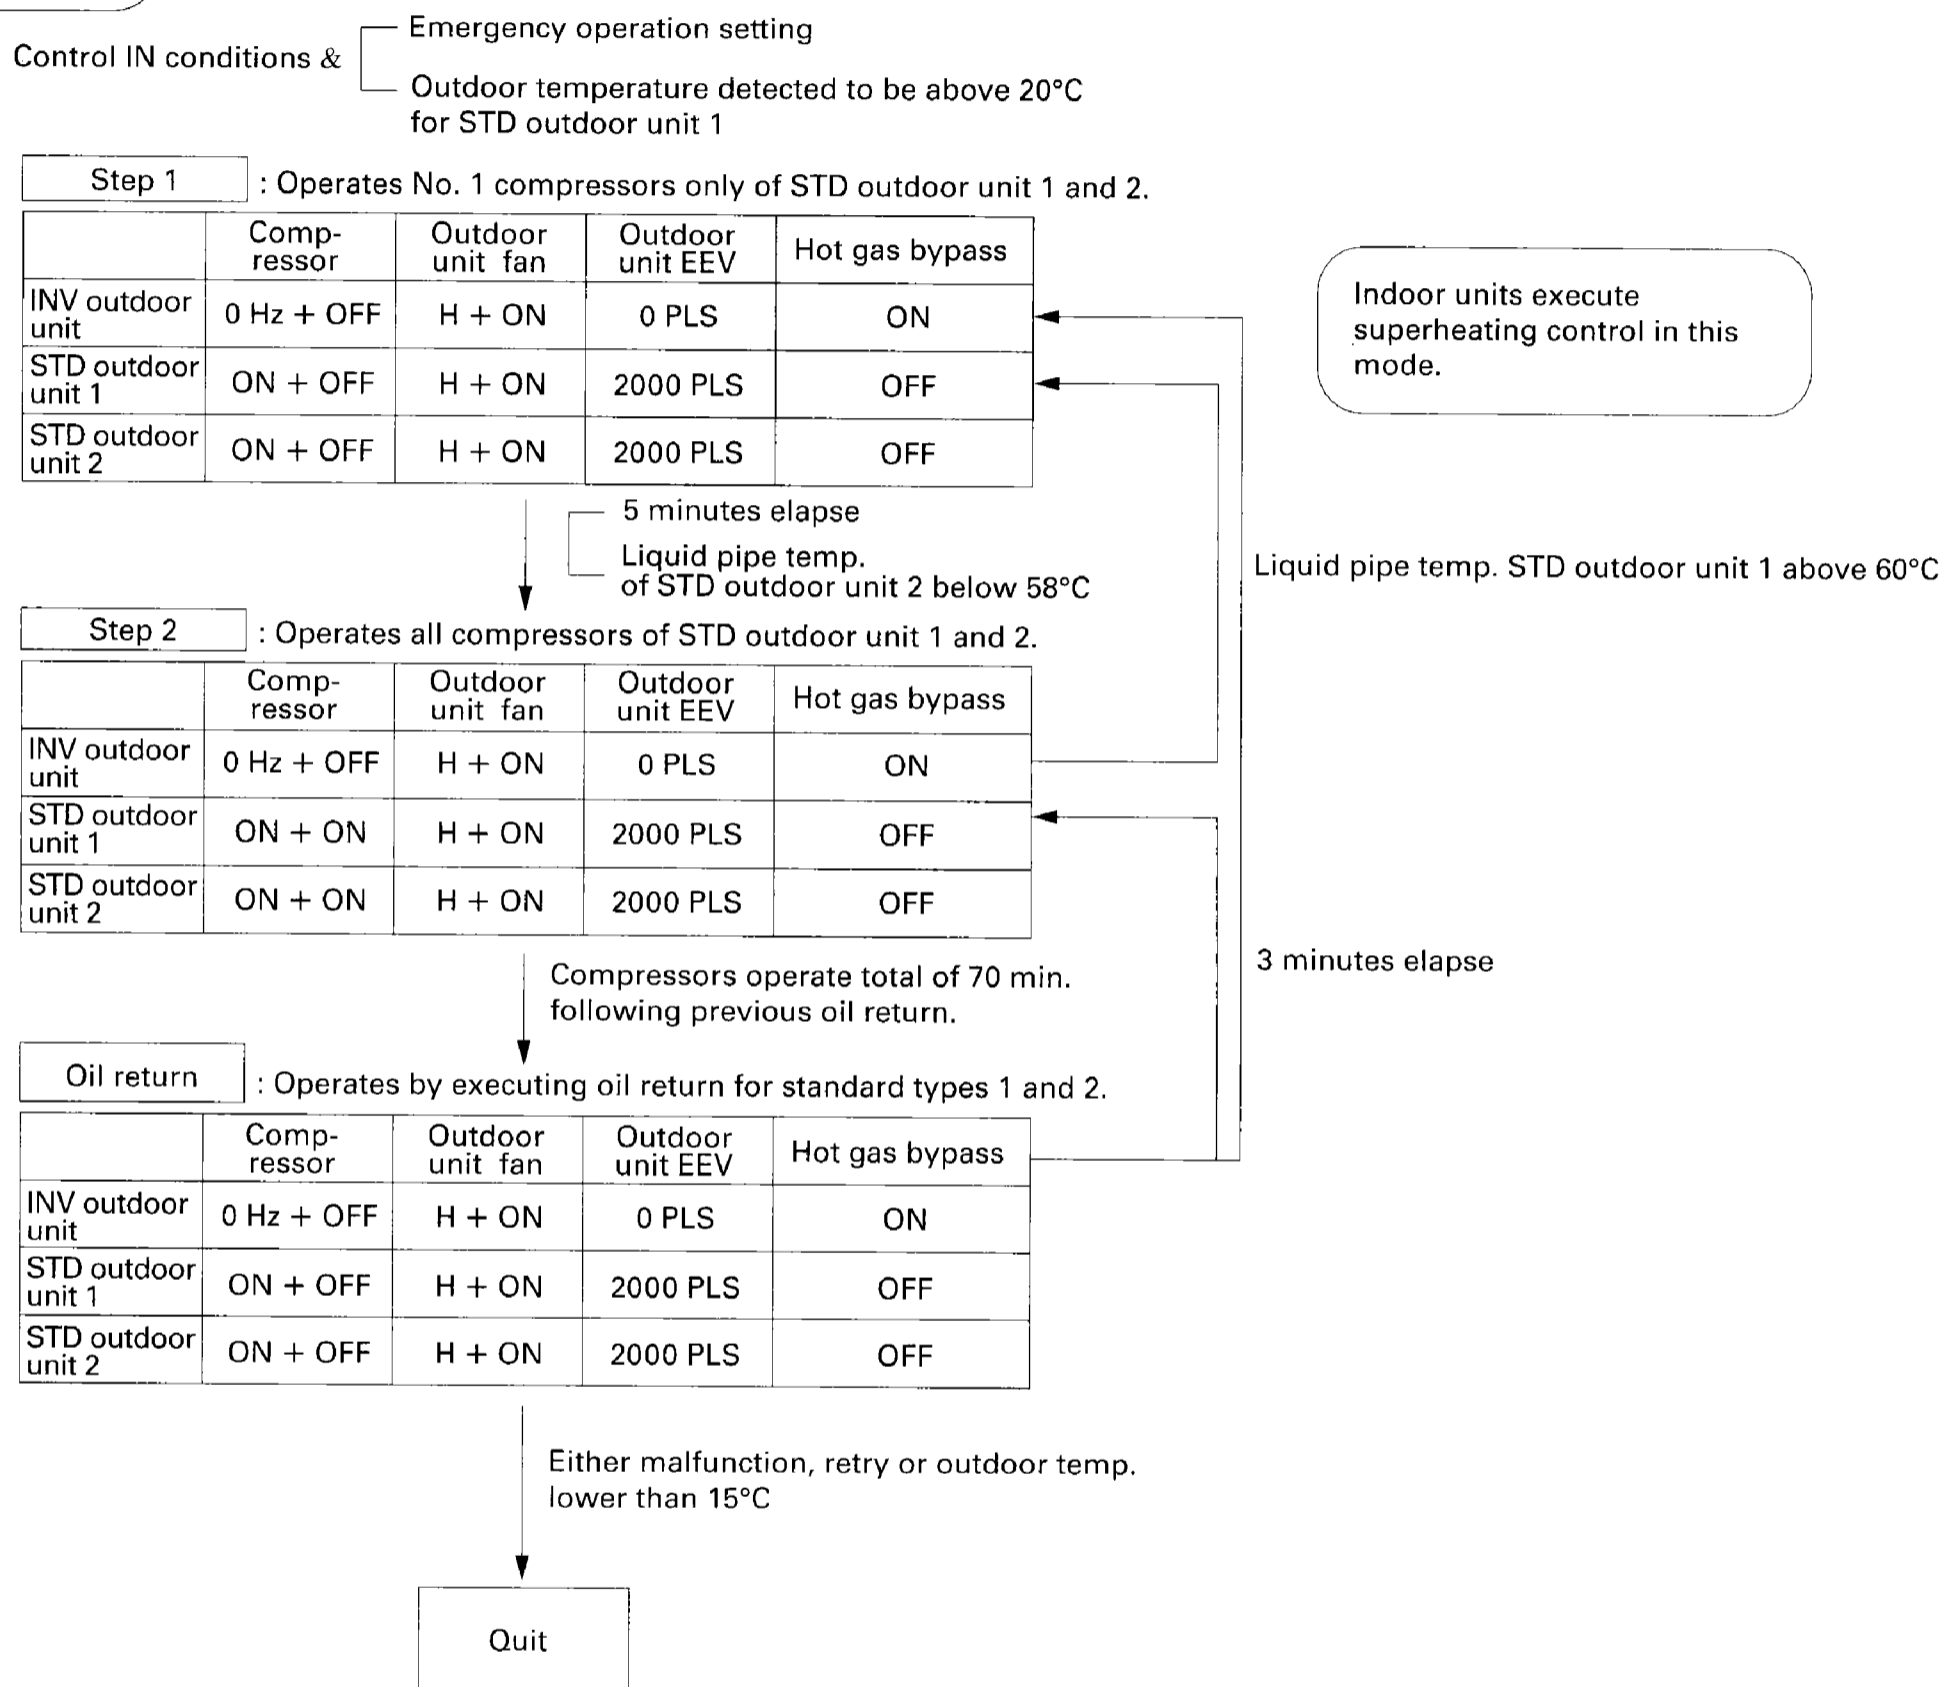 Control IN conditions &
Emergency operation setting
Outdoor temperature detected to be above 20°C
for STD outdoor unit 1
Step 1 : Operates No. 1 compressors only of STD outdoor unit 1 and 2.
Comp-
ressor
Outdoor
unit fan
Outdoor
unit EEV
Hot gas bypass
INV outdoor
unit
0 Hz + OFF
H + ON
0 PLS
ON
STD outdoor
unit 1
ON + OFF
H + ON
2000 PLS
OFF
STD outdoor
unit 2
ON + OFF
H + ON
2000 PLS
OFF
Indoor units execute
superheating control in this
mode.
5 minutes elapse
Liquid pipe temp.
of STD outdoor unit 2 below 58°C
Liquid pipe temp. STD outdoor unit 1 above 60°C
Step 2 : Operates all compressors of STD outdoor unit 1 and 2.
Comp-
ressor
Outdoor
unit fan
Outdoor
unit EEV
Hot gas bypass
INV outdoor
unit
0 Hz + OFF
H + ON
0 PLS
ON
STD outdoor
unit 1
ON + ON
H + ON
2000 PLS
OFF
STD outdoor
unit 2
ON + ON
H + ON
2000 PLS
OFF
Compressors operate total of 70 min.
following previous oil return.
3 minutes elapse
Oil return : Operates by executing oil return for standard types 1 and 2.
Comp-
ressor
Outdoor
unit fan
Outdoor
unit EEV
Hot gas bypass
INV outdoor
unit
0 Hz + OFF
H + ON
0 PLS
ON
STD outdoor
unit 1
ON + OFF
H + ON
2000 PLS
OFF
STD outdoor
unit 2
ON + OFF
H + ON
2000 PLS
OFF
Either malfunction, retry or outdoor temp.
lower than 15°C
Quit